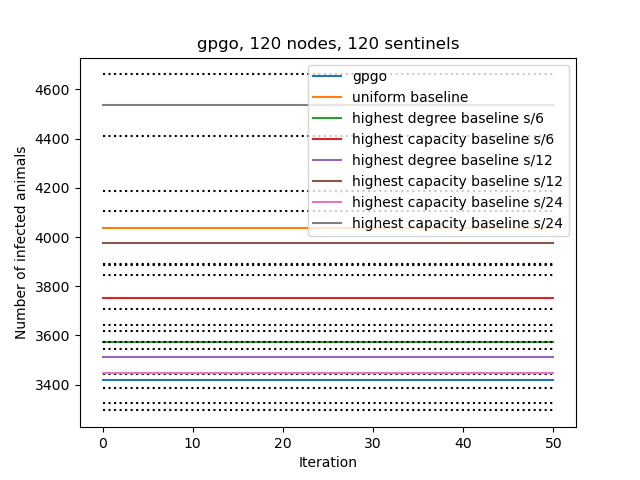 gpgo, 120 nodes, 120 sentinels
gpgo
uniform baseline
highest degree baseline s/6
highest capacity baseline s/6
highest degree baseline s/12
highest capacity baseline s/12
highest capacity baseline s/24
highest capacity baseline s/24
4600
4400
4200
4000
3800
3600
3400
Number of infected animals
0 10 20 30 40 50
Iteration